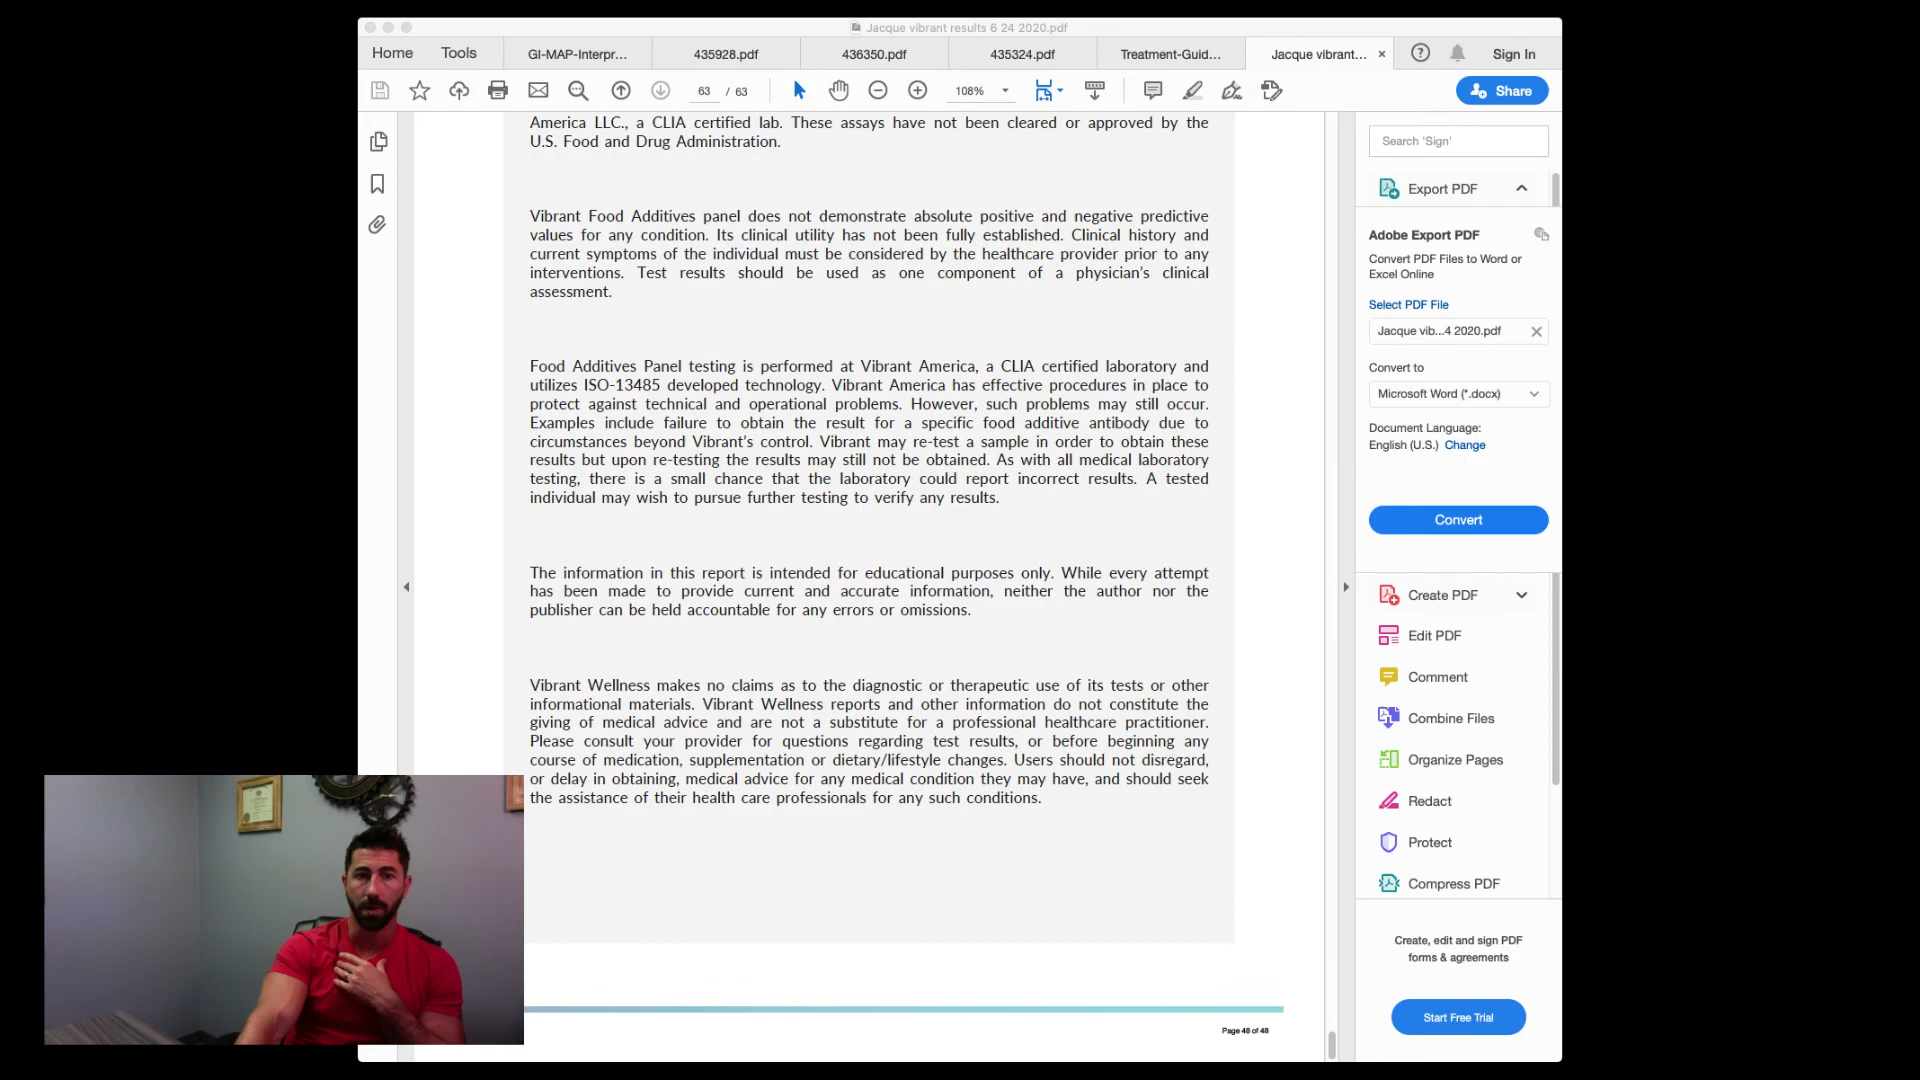 Jacque vibrant results 6 24 2020.pdf
Home Tools GI-MAP-Interpr... 435928.pdf 436350.pdf 435324.pdf Treatment-Guid... Jacque vibrant... × Sign In
63 / 63 108% Share
America LLC., a CLIA certified lab. These assays have not been cleared or approved by the
U.S. Food and Drug Administration.
Vibrant Food Additives panel does not demonstrate absolute positive and negative predictive
values for any condition. Its clinical utility has not been fully established. Clinical history and
current symptoms of the individual must be considered by the healthcare provider prior to any
interventions. Test results should be used as one component of a physician's clinical
assessment.
Food Additives Panel testing is performed at Vibrant America, a CLIA certified laboratory and
utilizes ISO-13485 developed technology. Vibrant America has effective procedures in place to
protect against technical and operational problems. However, such problems may still occur.
Examples include failure to obtain the result for a specific food additive antibody due to
circumstances beyond Vibrant's control. Vibrant may re-test a sample in order to obtain these
results but upon re-testing the results may still not be obtained. As with all medical laboratory
testing, there is a small chance that the laboratory could report incorrect results. A tested
individual may wish to pursue further testing to verify any results.
The information in this report is intended for educational purposes only. While every attempt
has been made to provide current and accurate information, neither the author nor the
publisher can be held accountable for any errors or omissions.
Vibrant Wellness makes no claims as to the diagnostic or therapeutic use of its tests or other
informational materials. Vibrant Wellness reports and other information do not constitute the
giving of medical advice and are not a substitute for a professional healthcare practitioner.
Please consult your provider for questions regarding test results, or before beginning any
course of medication, supplementation or dietary/lifestyle changes. Users should not disregard,
or delay in obtaining, medical advice for any medical condition they may have, and should seek
the assistance of their health care professionals for any such conditions.
Page 48 of 48
Search 'Sign'
Export PDF
Adobe Export PDF
Convert PDF Files to Word or
Excel Online
Select PDF File
Jacque vib...4 2020.pdf
Convert to
Microsoft Word (*.docx)
Document Language:
English (U.S.) Change
Convert
Create PDF
Edit PDF
Comment
Combine Files
Organize Pages
Redact
Protect
Compress PDF
Create, edit and sign PDF
forms & agreements
Start Free Trial